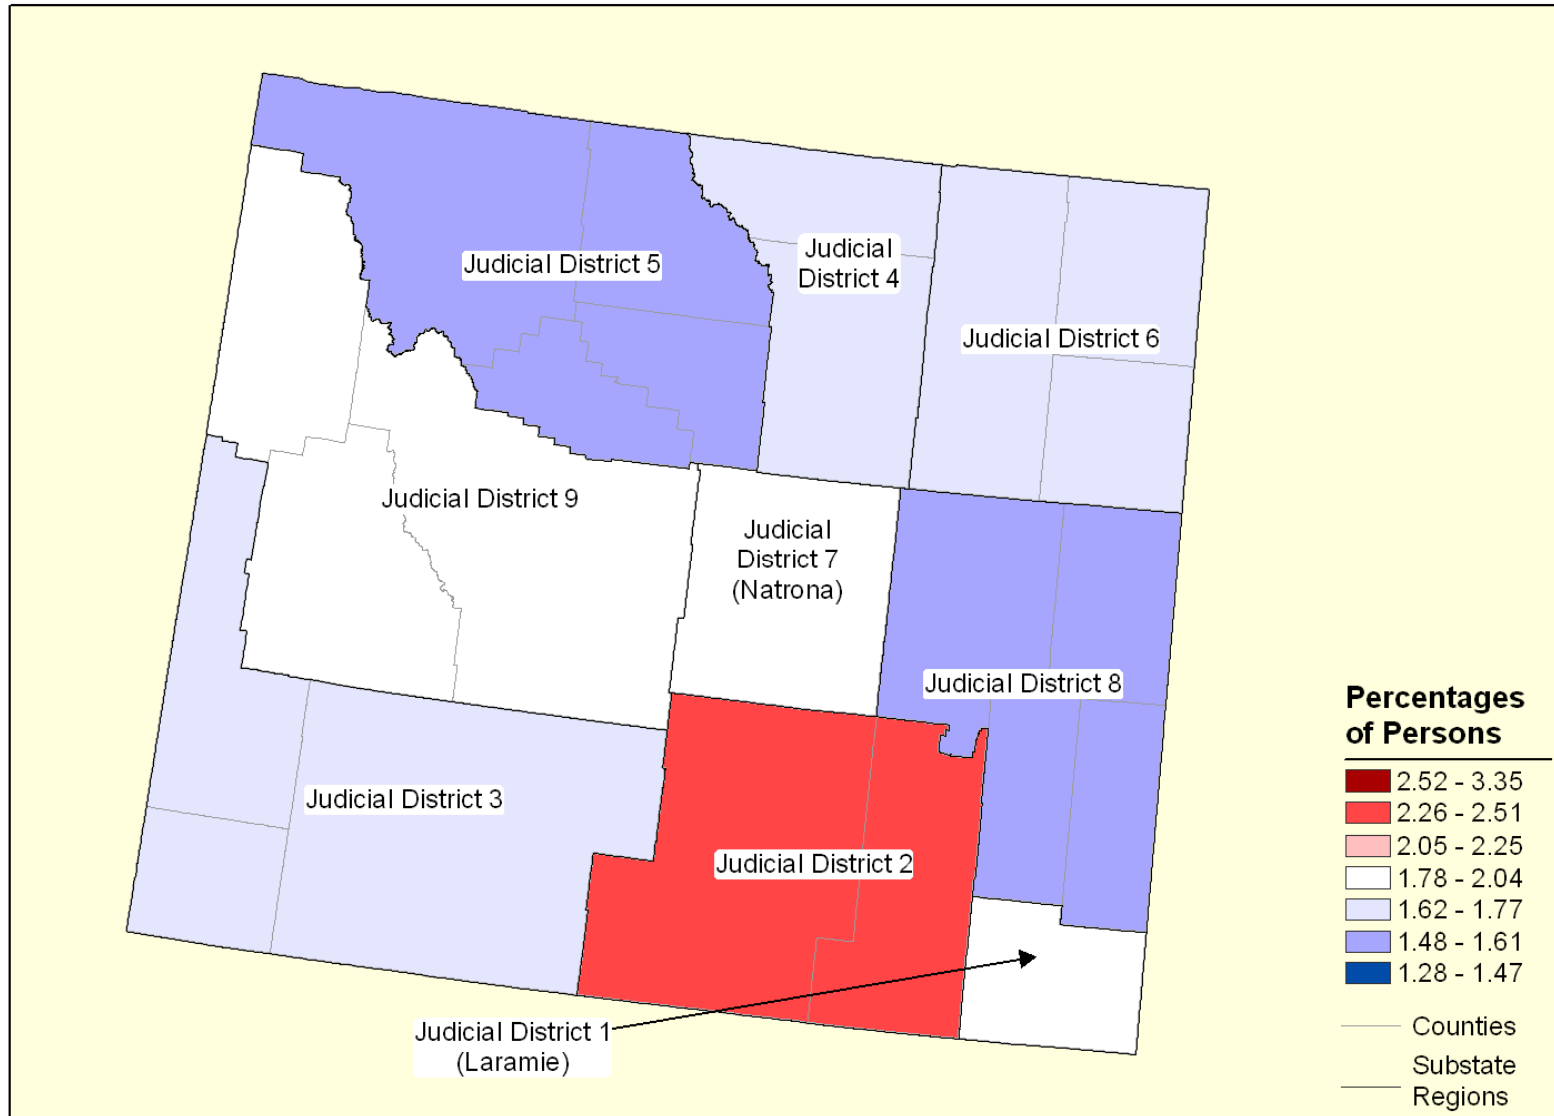 Judicial District 5
Judicial
District 4
Judicial District 6
Judicial District 9
Judicial
District 7
(Natrona)
Judicial District 8
Judicial District 3
Judicial District 2
Judicial District 1
(Laramie)
Percentages
of Persons
2.52 - 3.35
2.26 - 2.51
2.05 - 2.25
1.78 - 2.04
1.62 - 1.77
1.48 - 1.61
1.28 - 1.47
Counties
Substate
Regions